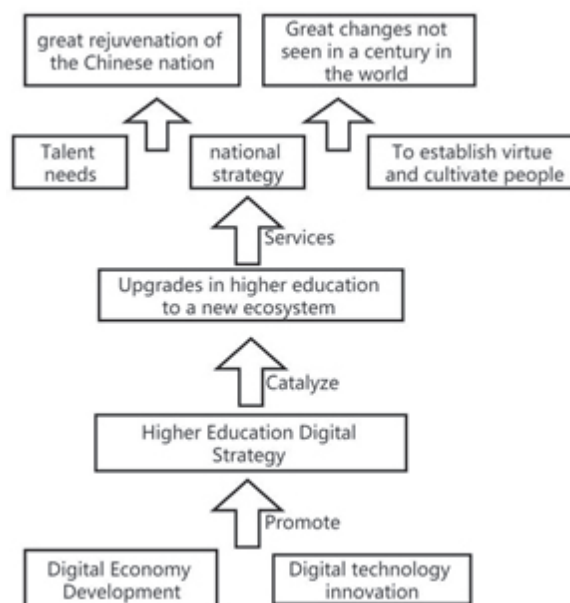 great rejuvenation of
the Chinese nation
Great changes not
seen in a century in
the world
Talent
needs
national
strategy
To establish virtue
and cultivate people
Services
Upgrades in higher education
to a new ecosystem
Catalyze
Higher Education Digital
Strategy
Promote
Digital Economy
Development
Digital technology
innovation